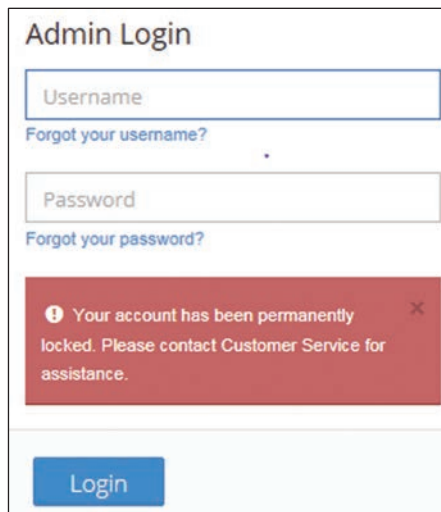 Admin Login
Username
Forgot your username?
Password
Forgot your password?
Your account has been permanently
locked. Please contact Customer Service for
assistance.
Login